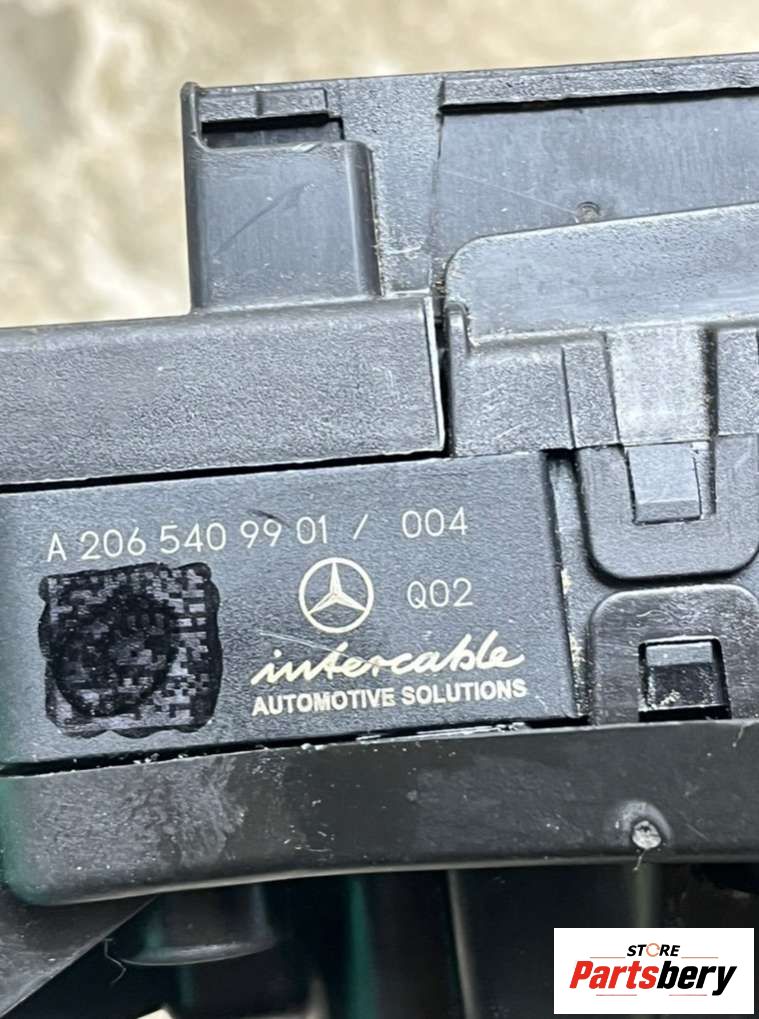 A 206 540 99 01 / 004
Q02
intercable
AUTOMOTIVE SOLUTIONS
STORE
Partsbery